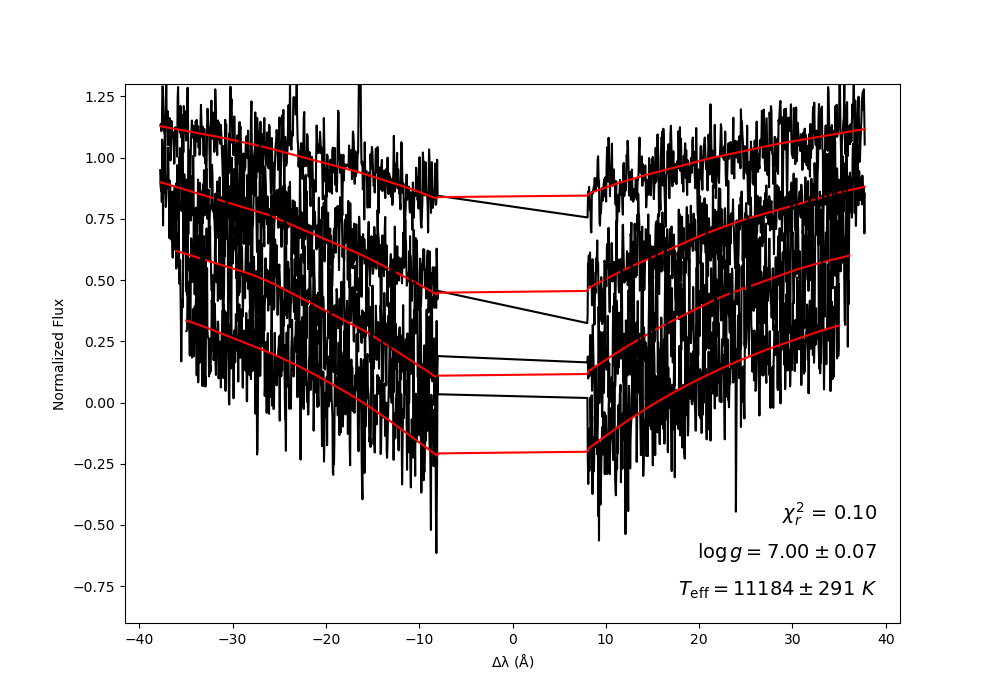 1.25
1.00
0.75
0.50
0.25
0.00
−0.25
−0.50
−0.75
Normalized Flux
χ²ᵣ = 0.10
log g = 7.00 ± 0.07
T_eff = 11184 ± 291 K
−40 −30 −20 −10 0 10 20 30 40
Δλ (Å)